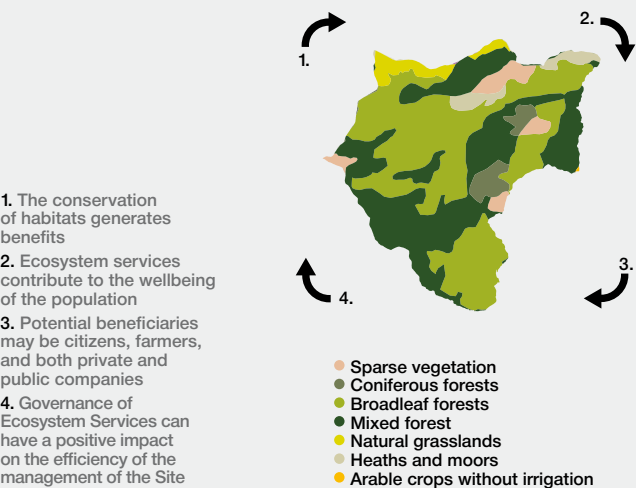 1.
2.
3.
4.
1. The conservation
of habitats generates
benefits
2. Ecosystem services
contribute to the wellbeing
of the population
3. Potential beneficiaries
may be citizens, farmers,
and both private and
public companies
4. Governance of
Ecosystem Services can
have a positive impact
on the efficiency of the
management of the Site
Sparse vegetation
Coniferous forests
Broadleaf forests
Mixed forest
Natural grasslands
Heaths and moors
Arable crops without irrigation